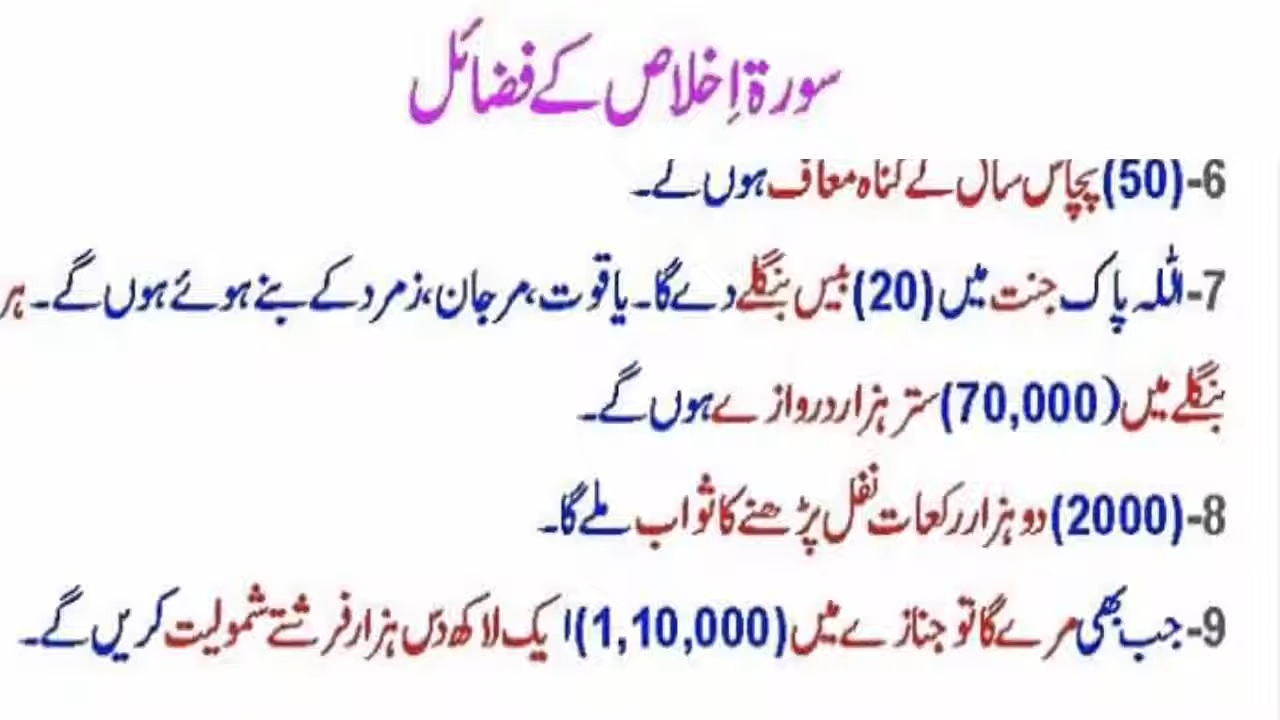 سورۃ اِخلاص کے فضائل
6-(50) پچاس سال کے گناہ معاف ہوں گے۔
7-اللہ پاک جنت میں (20) بیس بنگلے دے گا۔ یاقوت، مرجان، زمرد کے بنے ہوئے ہوں گے۔ ہر
بنگلے میں (70,000) ستر ہزار دروازے ہوں گے۔
8-(2000) دو ہزار رکعات نفل پڑھنے کا ثواب ملے گا۔
9-جب بھی مرے گا تو جنازے میں (1,10,000) ایک لاکھ دس ہزار فرشتے شمولیت کریں گے۔